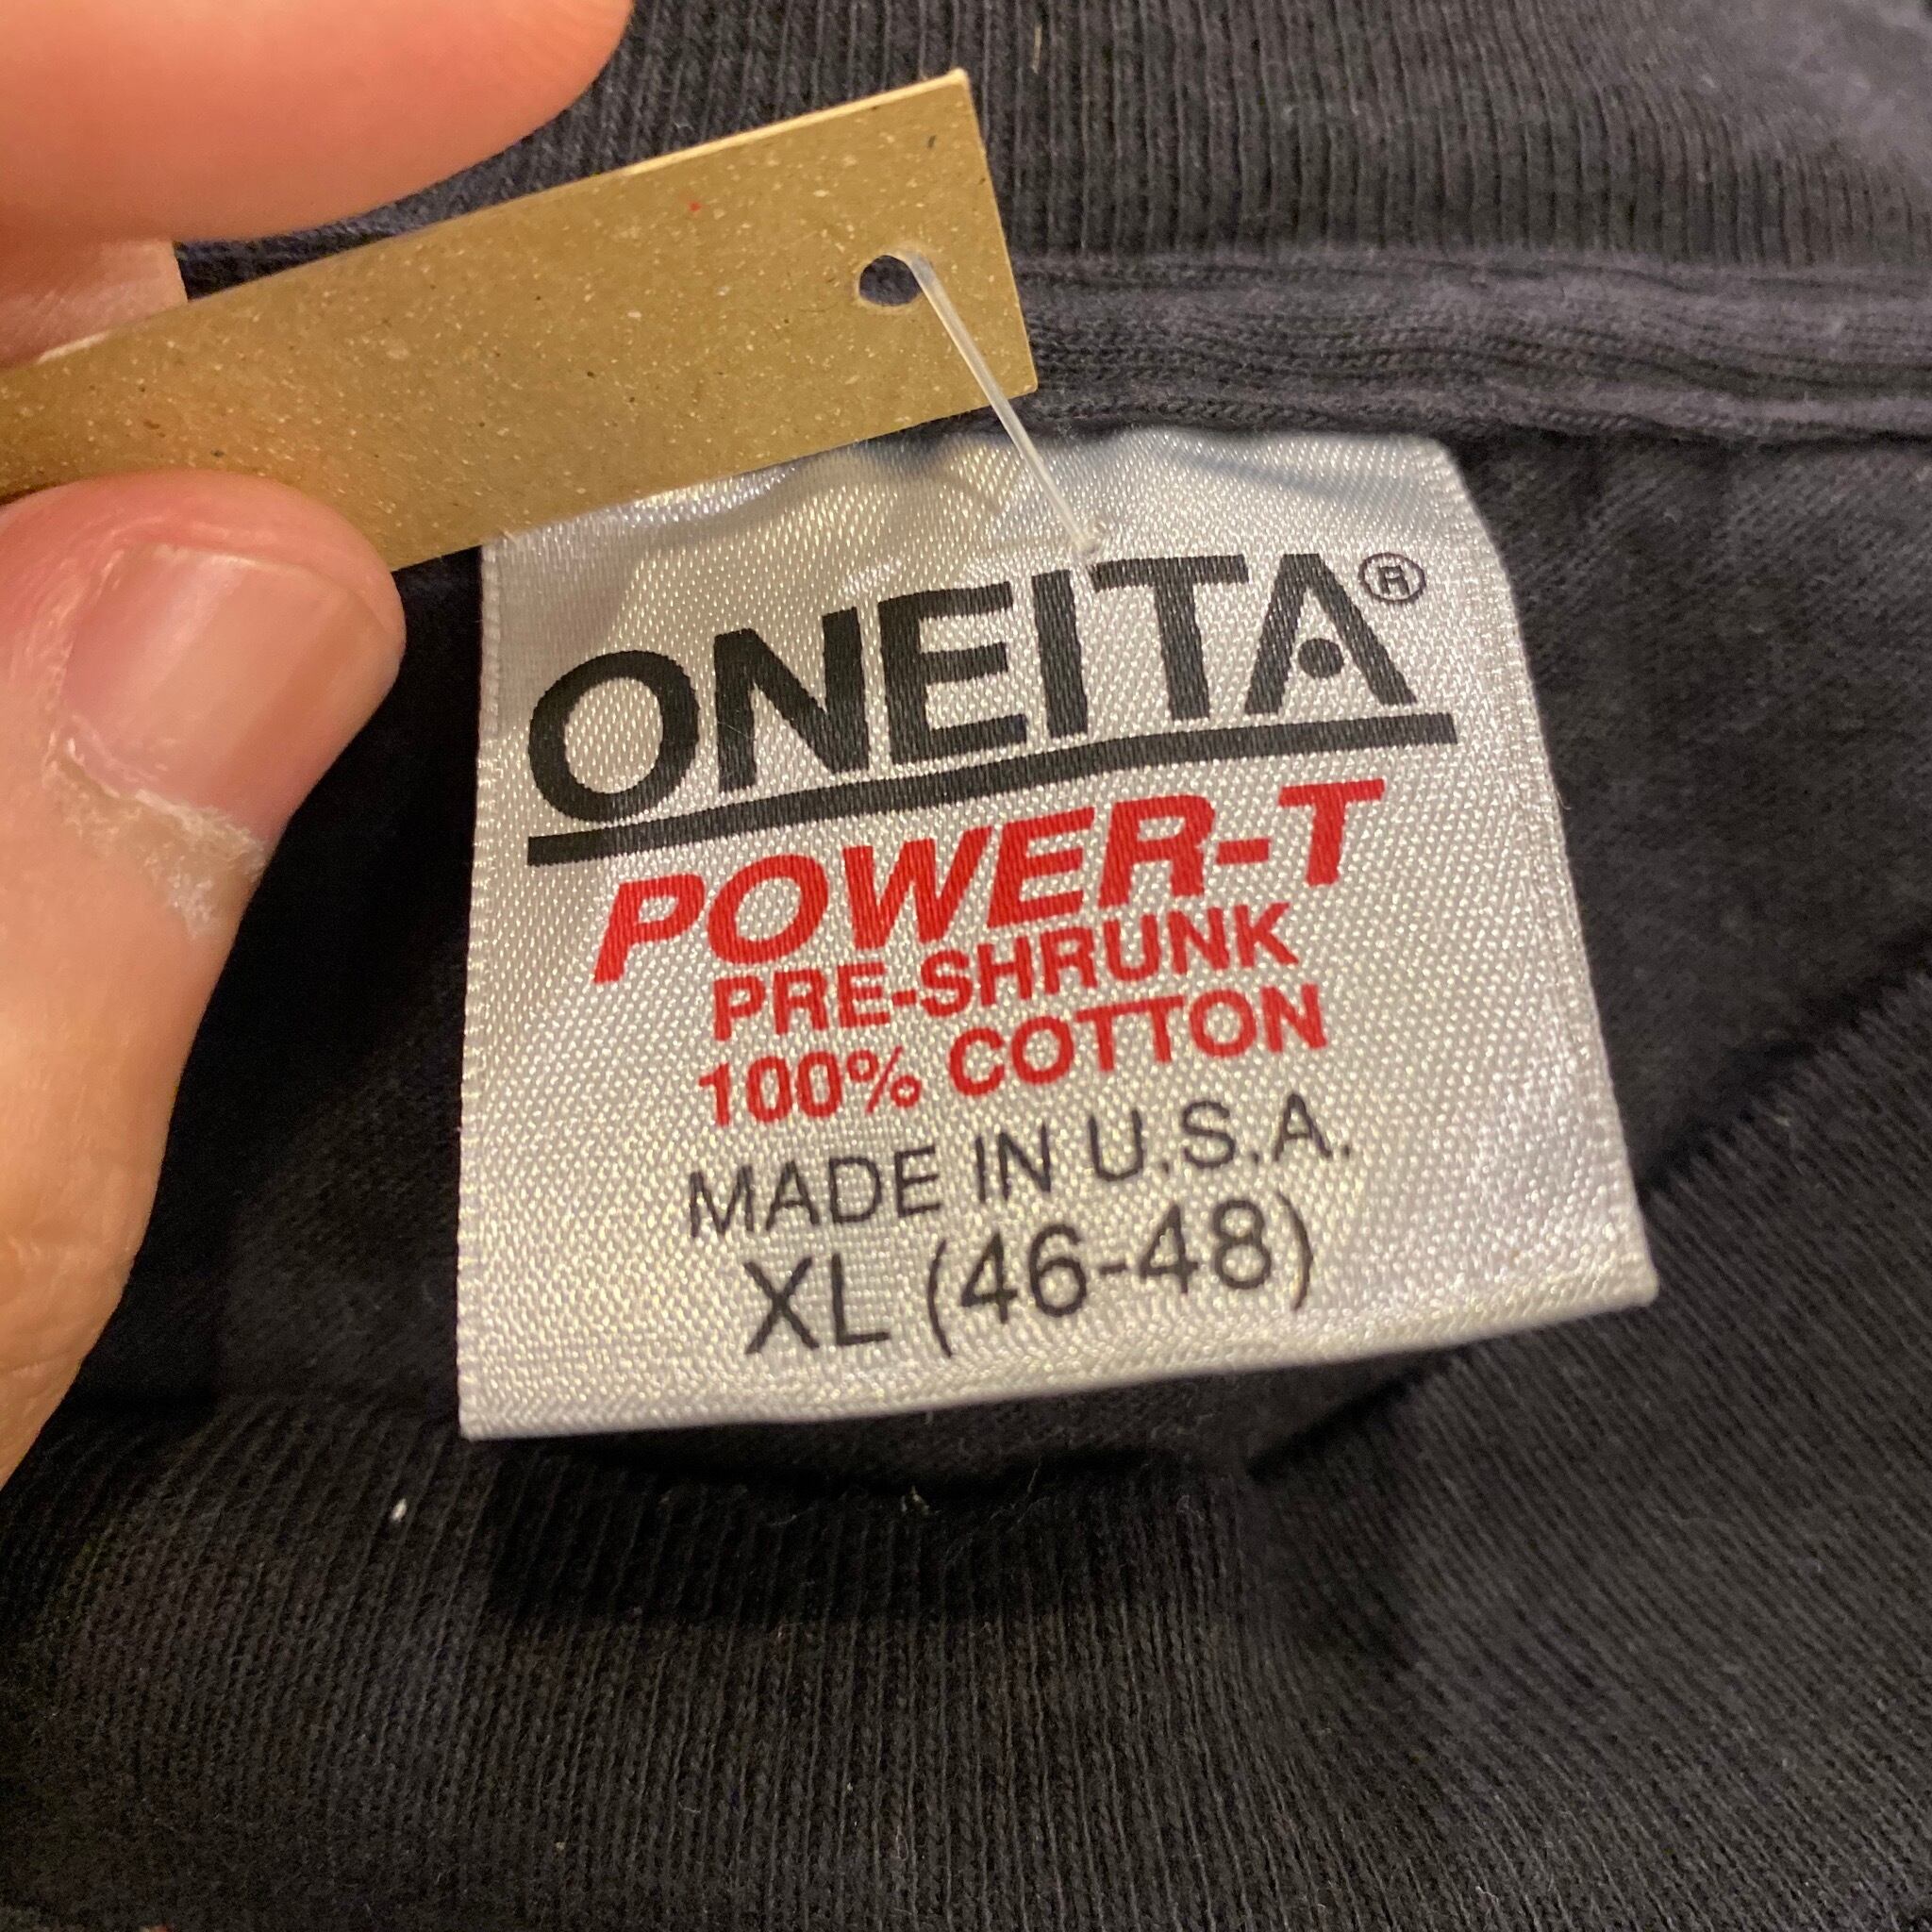 ONEITA®
POWER-T
PRE-SHRUNK
100% COTTON
MADE IN U.S.A.
XL (46-48)